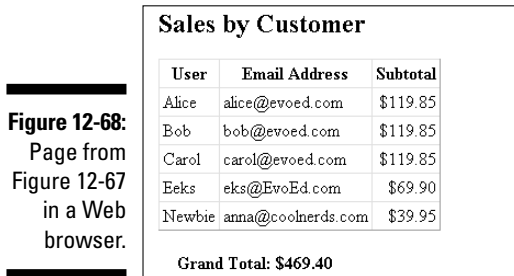 Figure 12-68:
Page from
Figure 12-67
in a Web
browser.
Sales by Customer
User Email Address Subtotal
Alice alice@evoed.com $119.85
Bob bob@evoed.com $119.85
Carol carol@evoed.com $119.85
Eeks eks@EvoEd.com $69.90
Newbie anna@coolnerds.com $39.95
Grand Total: $469.40